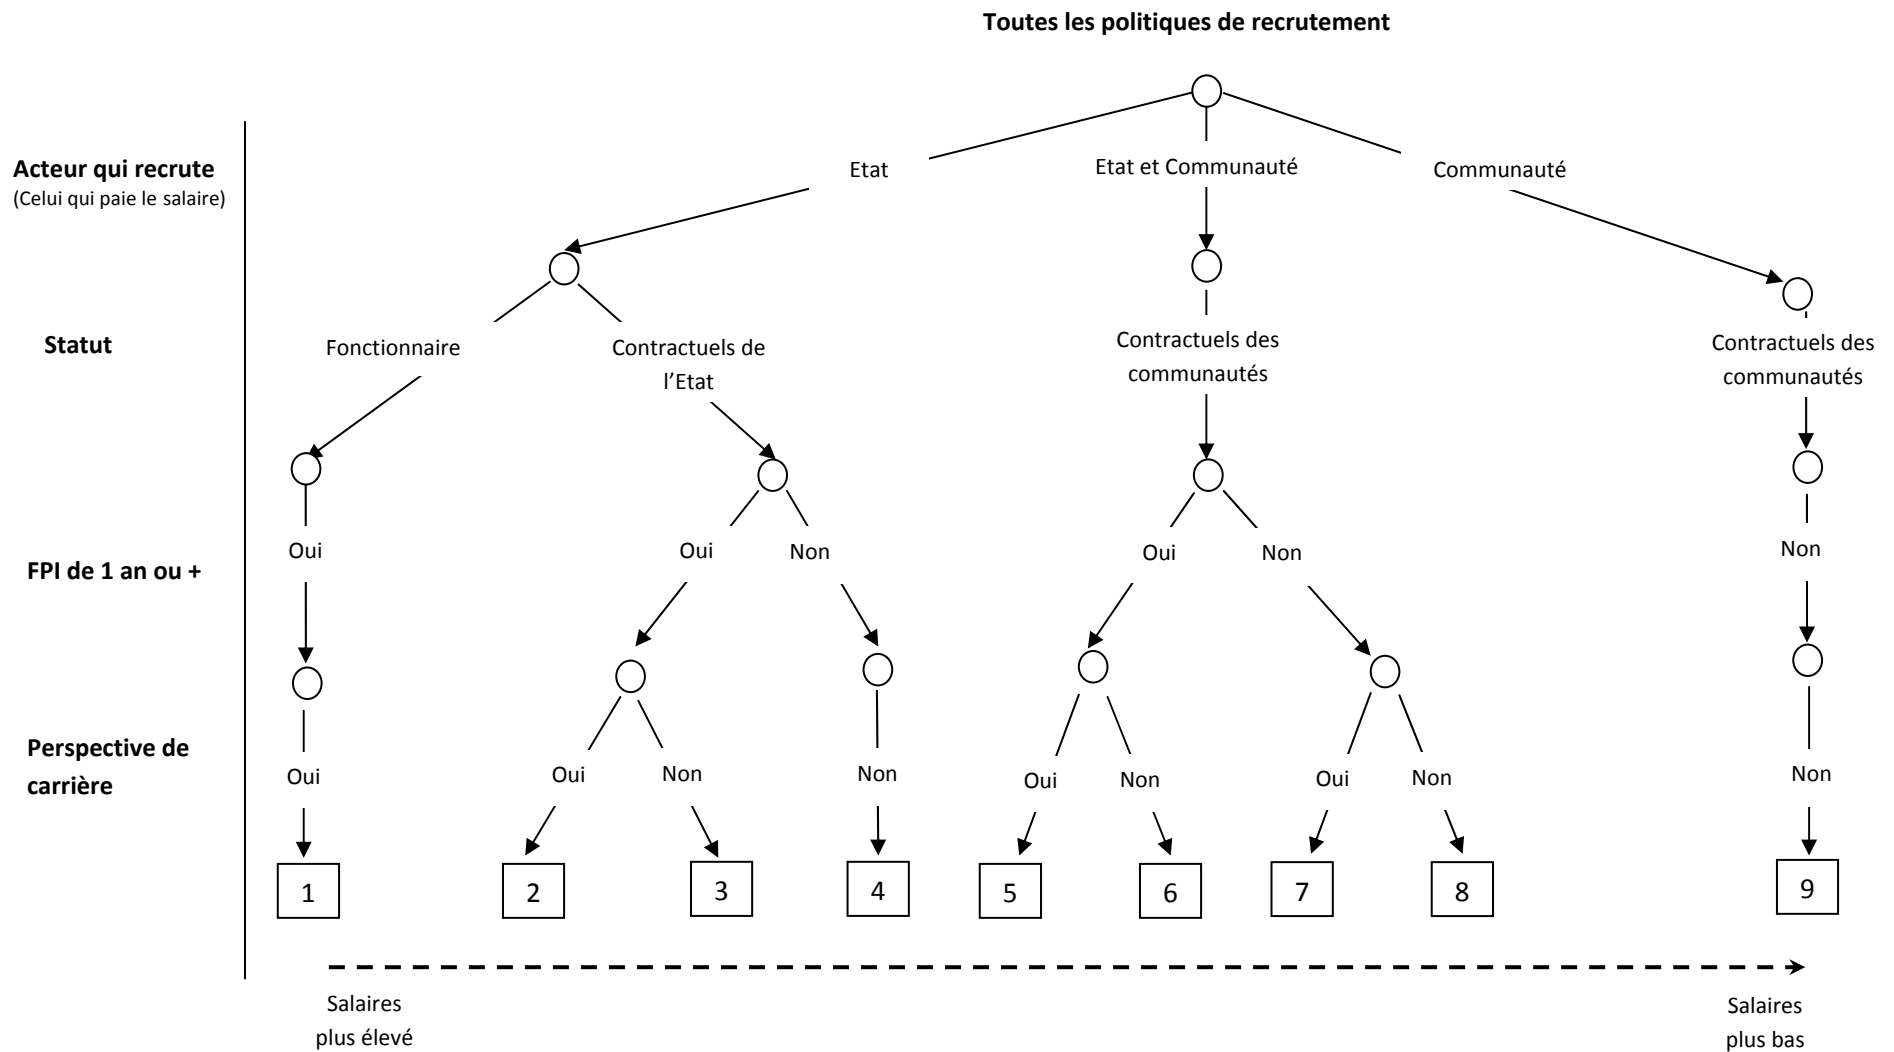 Toutes les politiques de recrutement
Acteur qui recrute
(Celui qui paie le salaire)
Etat
Etat et Communauté
Communauté
Statut
Fonctionnaire
Contractuels de
l'Etat
Contractuels des
communautés
Contractuels des
communautés
FPI de 1 an ou +
Oui
Oui
Non
Oui
Non
Non
Perspective de
carrière
Oui
Oui
Non
Non
Oui
Non
Oui
Non
Non
1
2
3
4
5
6
7
8
9
Salaires
plus élevé
Salaires
plus bas